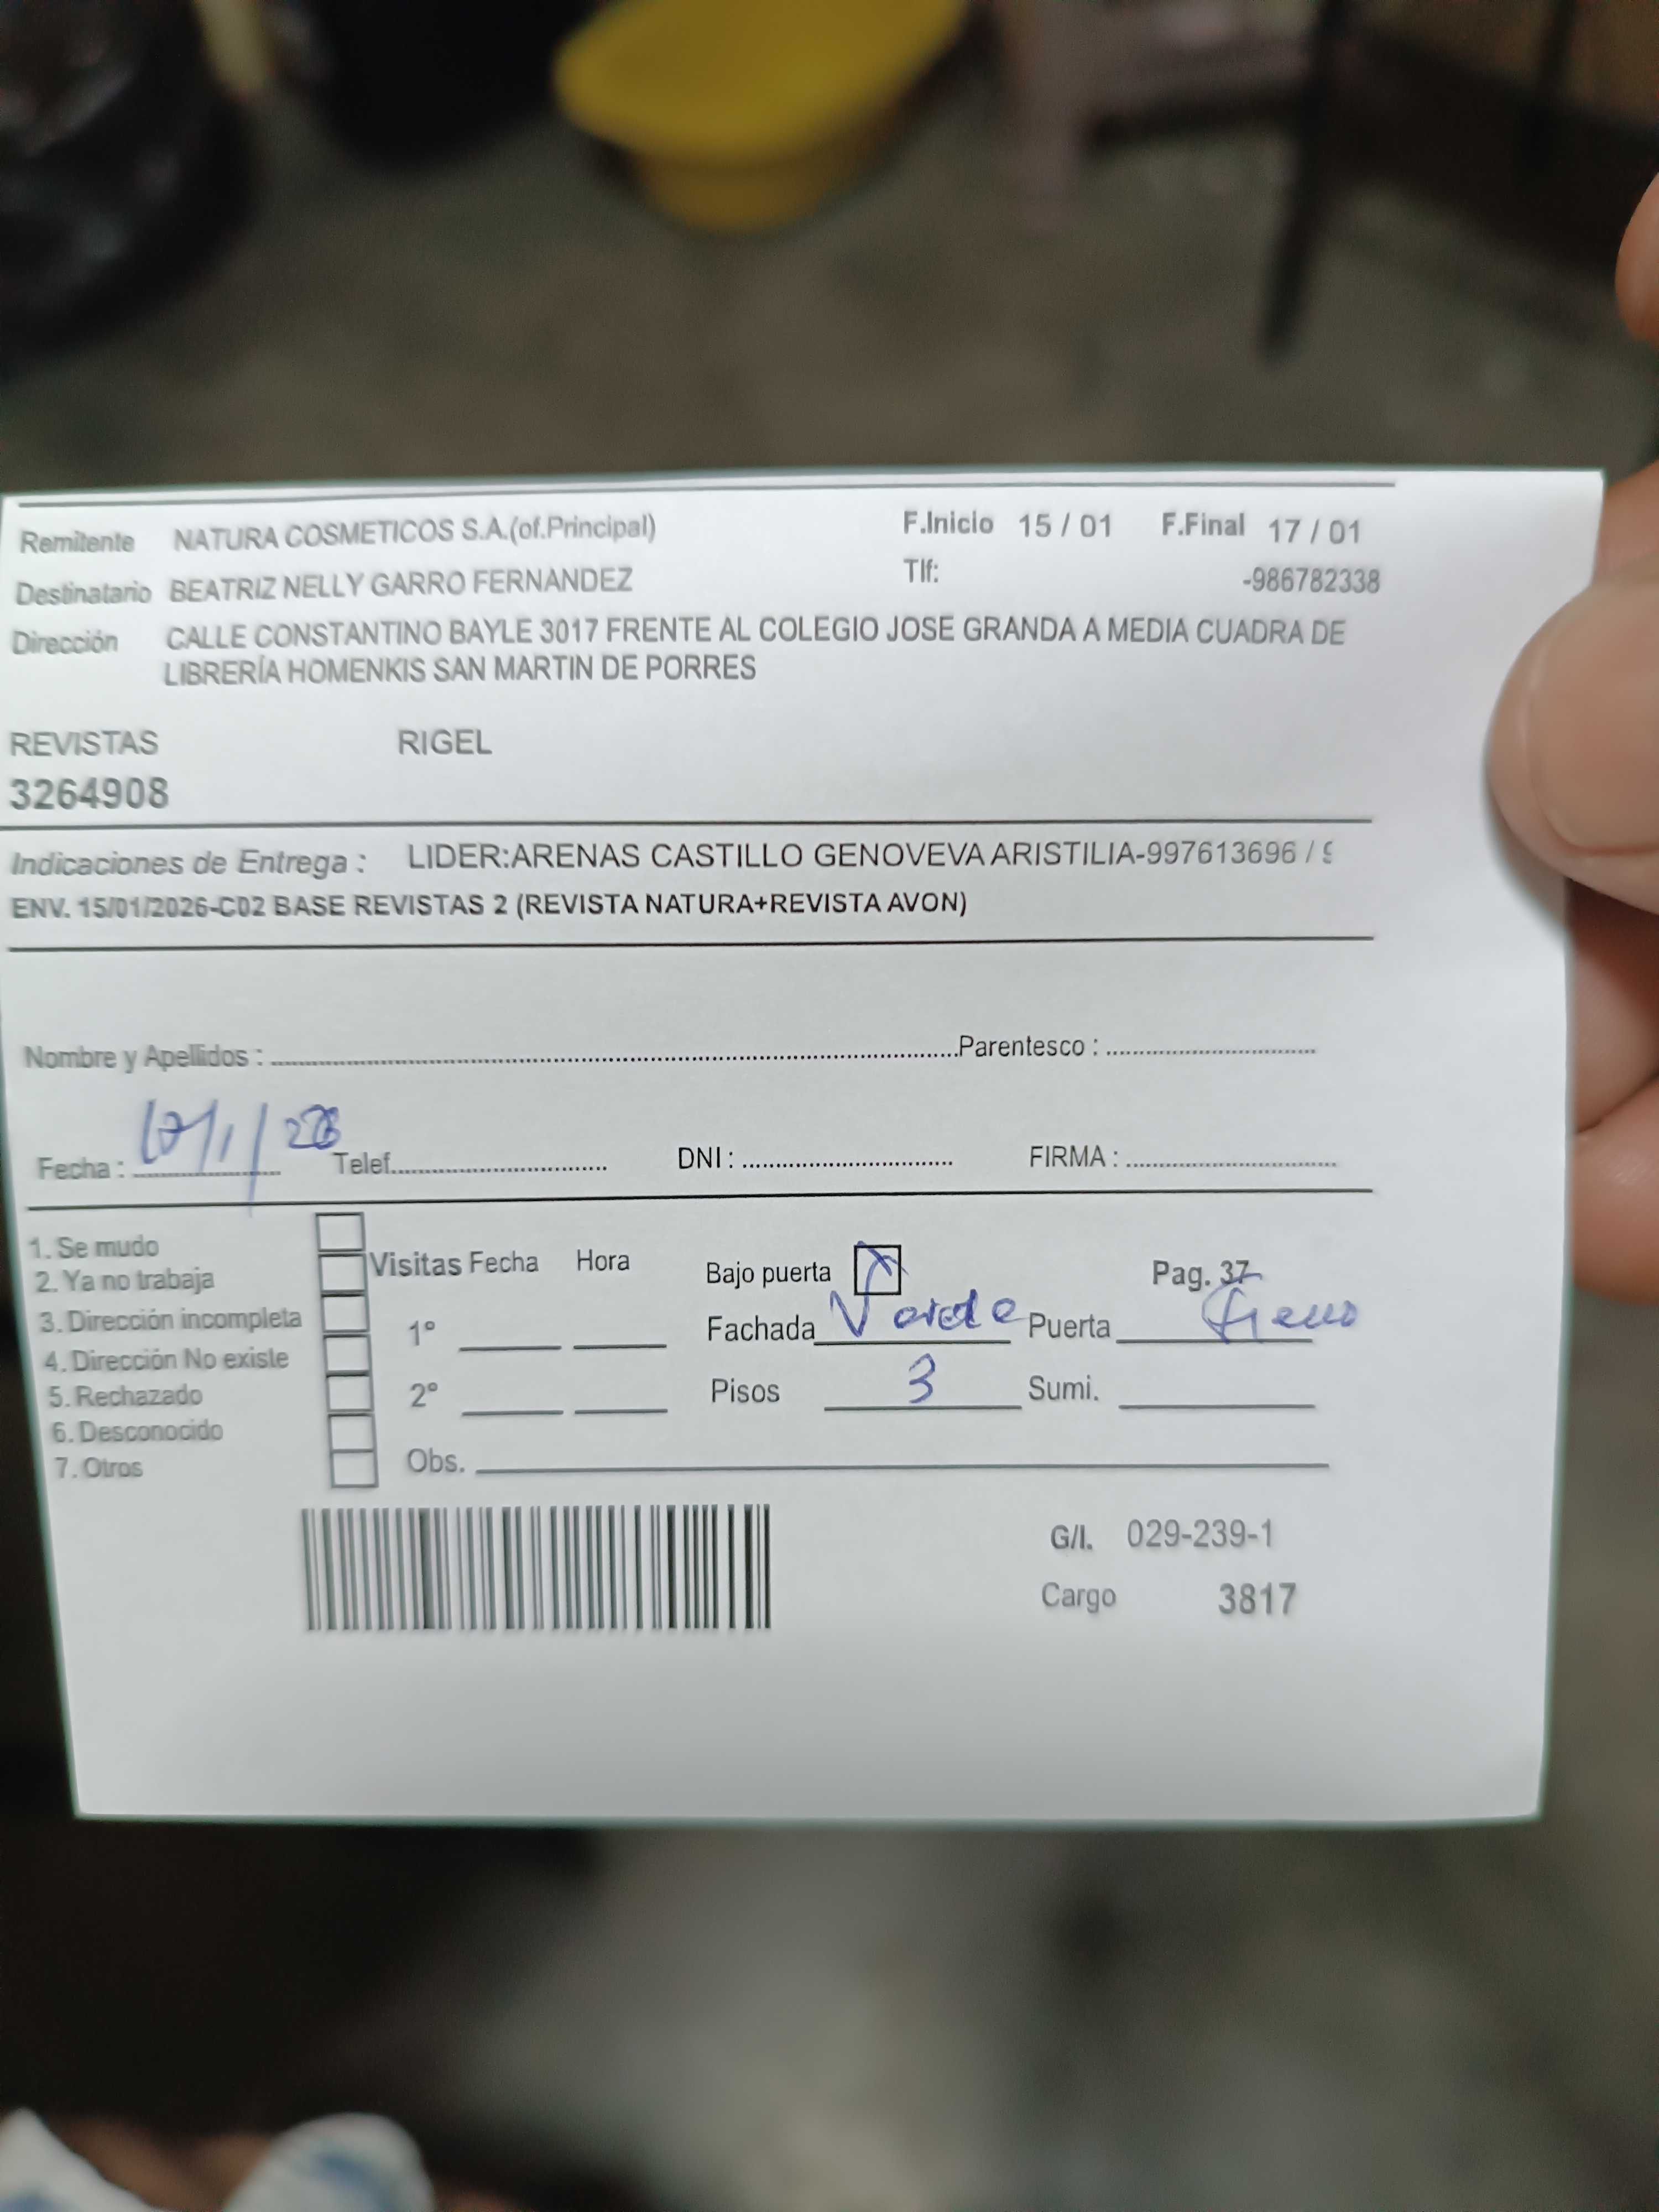 Remitente NATURA COSMETICOS S.A.(of.Principal) F.Inicio 15 / 01 F.Final 17 / 01
Destinatario BEATRIZ NELLY GARRO FERNANDEZ Tlf: -986782338
Dirección CALLE CONSTANTINO BAYLE 3017 FRENTE AL COLEGIO JOSE GRANDA A MEDIA CUADRA DE
LIBRERÍA HOMENKIS SAN MARTIN DE PORRES
REVISTAS RIGEL
3264908
Indicaciones de Entrega : LIDER:ARENAS CASTILLO GENOVEVA ARISTILIA-997613696 / 9
ENV. 15/01/2026-C02 BASE REVISTAS 2 (REVISTA NATURA+REVISTA AVON)
Nombre y Apellidos : Parentesco :
Fecha : Telef. DNI : FIRMA :
1. Se mudo
2. Ya no trabaja
3. Dirección incompleta
4. Dirección No existe
5. Rechazado
6. Desconocido
7. Otros
Visitas Fecha Hora
1º
2º
Obs.
Bajo puerta X Pag. 37
Fachada Verde Puerta
Pisos 3 Sumi.
G/I. 029-239-1
Cargo 3817